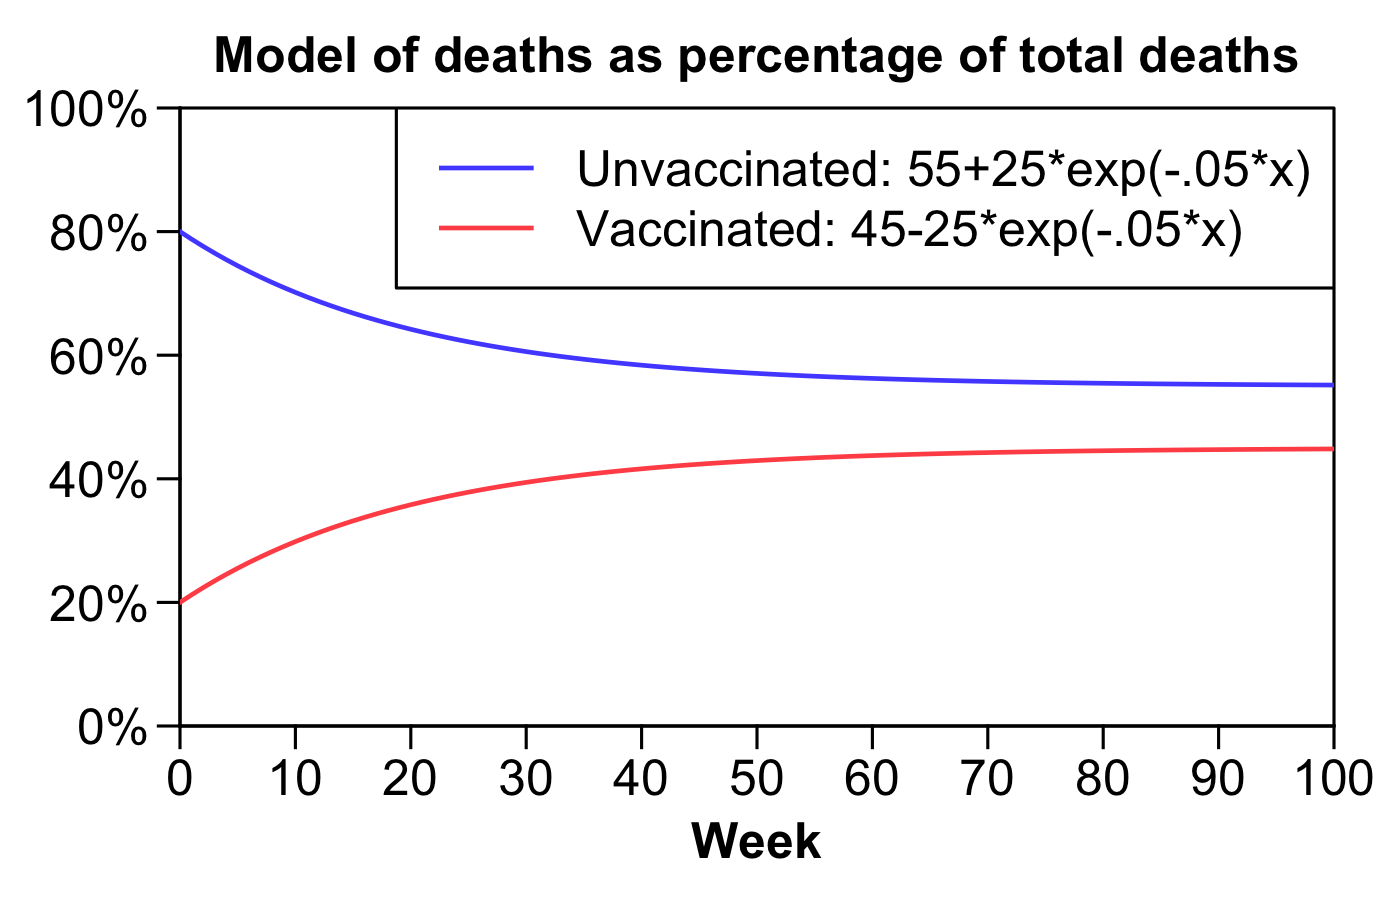 Model of deaths as percentage of total deaths
100%
80%
60%
40%
20%
0%
Unvaccinated: 55+25*exp(-.05*x)
Vaccinated: 45-25*exp(-.05*x)
0 10 20 30 40 50 60 70 80 90 100
Week